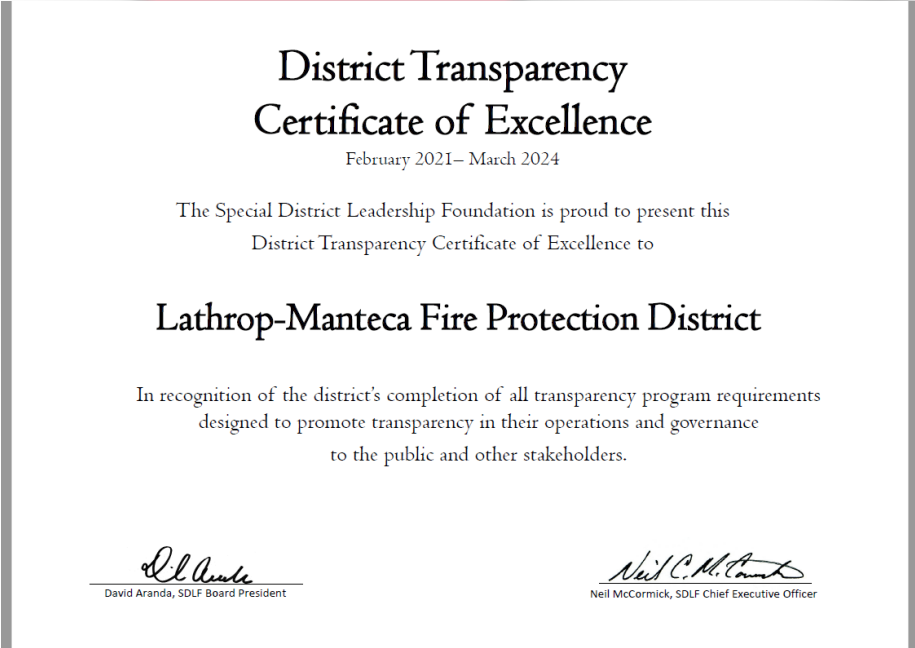 District Transparency
Certificate of Excellence
February 2021– March 2024
The Special District Leadership Foundation is proud to present this
District Transparency Certificate of Excellence to
Lathrop-Manteca Fire Protection District
In recognition of the district's completion of all transparency program requirements
designed to promote transparency in their operations and governance
to the public and other stakeholders.
Neil C. McCormick
David Aranda, SDLF Board President
Neil McCormick, SDLF Chief Executive Officer